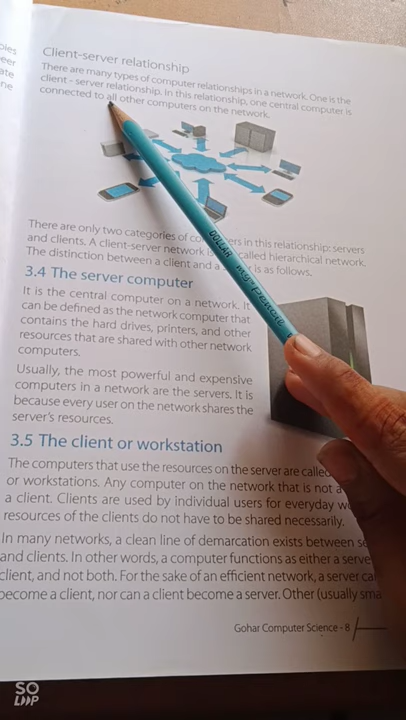 ples
eer
ate
ne
Client-server relationship
There are many types of computer relationships in a network. One is the
client - server relationship. In this relationship, one central computer is
connected to all other computers on the network.
There are only two categories of ers in this relationship: servers
and clients. A client-server network is called hierarchical network.
The distinction between a client and a is as follows.
3.4 The server computer
It is the central computer on a network. It
can be defined as the network computer that
contains the hard drives, printers, and other
resources that are shared with other network
computers.
Usually, the most powerful and expensive
computers in a network are the servers. It is
because every user on the network shares the
server's resources.
3.5 The client or workstation
The computers that use the resources on the server are called
or workstations. Any computer on the network that is not a
a client. Clients are used by individual users for everyday
resources of the clients do not have to be shared necessarily.
In many networks, a clean line of demarcation exists between
and clients. In other words, a computer functions as either a
client, and not both. For the sake of an efficient network, a server
become a client, nor can a client become a server. Other (usually
Gohar Computer Science - 8
DOLLAR my pencil
SO
LOOP